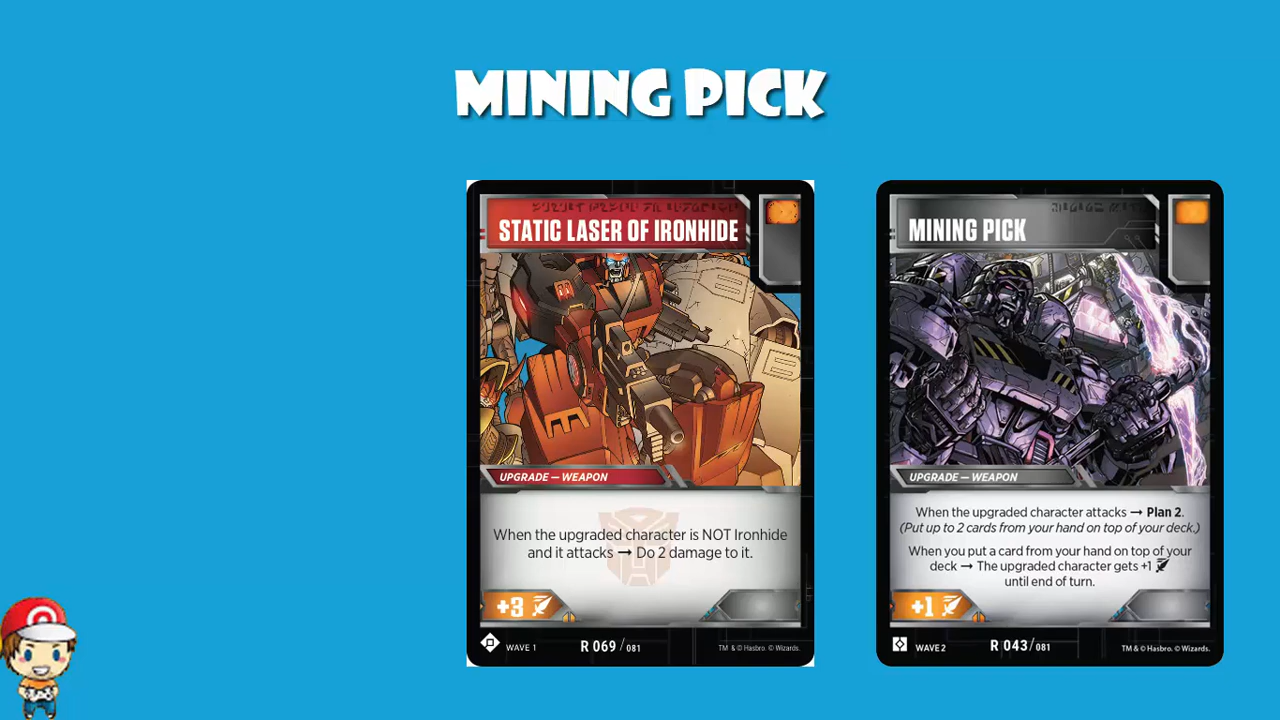 MINING PICK
STATIC LASER OF IRONHIDE
UPGRADE — WEAPON
When the upgraded character is NOT Ironhide
and it attacks → Do 2 damage to it.
+3
WAVE 1
R 069 / 081
TM & © Hasbro. © Wizards.
MINING PICK
UPGRADE — WEAPON
When the upgraded character attacks → Plan 2.
(Put up to 2 cards from your hand on top of your deck.)
When you put a card from your hand on top of your
deck → The upgraded character gets +1
until end of turn.
+1
WAVE 2
R 043/081
TM & © Hasbro. © Wizards.